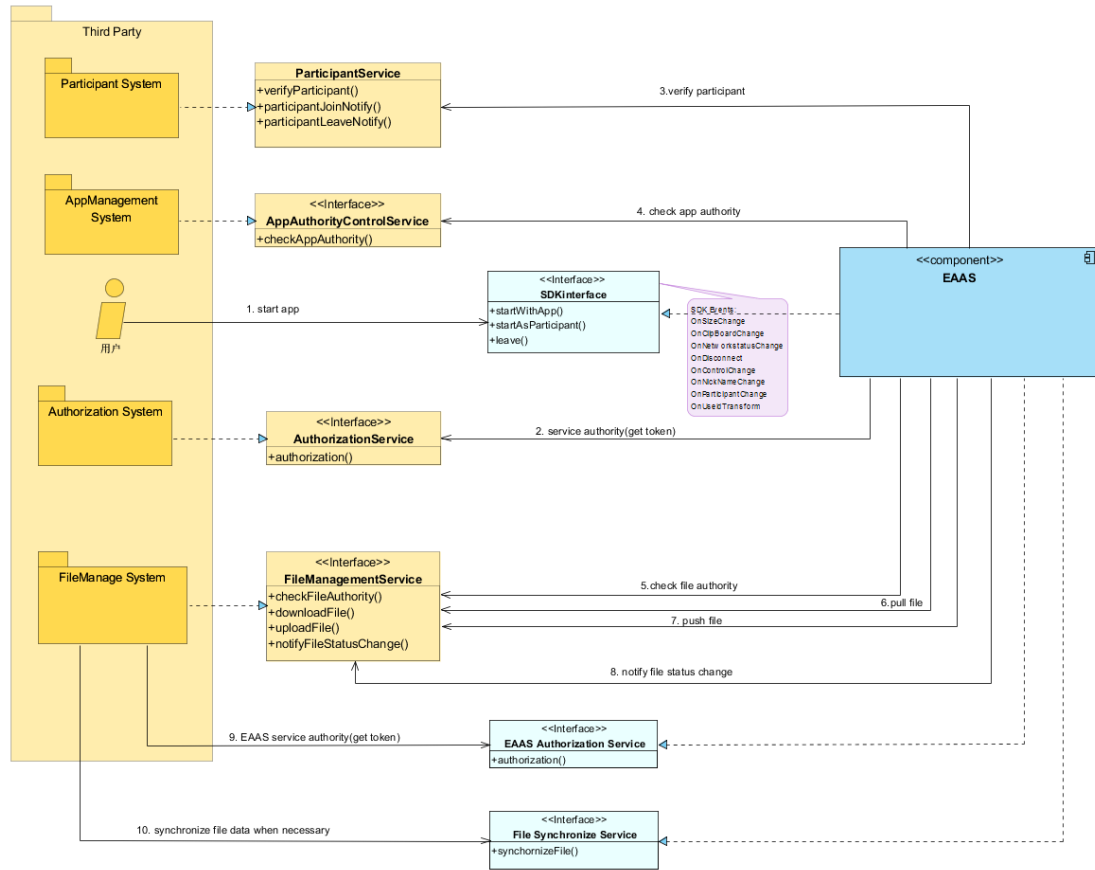 Third Party
Participant System
ParticipantService
+verifyParticipant()
+participantJoinNotify()
+participantLeaveNotify()
3.verify participant
AppManagement
System
<<Interface>>
AppAuthorityControlService
+checkAppAuthority()
4. check app authority
<<component>>
EAAS
用户
1. start app
<<Interface>>
SDKinterface
+startWithApp()
+startAsParticipant()
+leave()
SDK Events:
OnSizeChange
OnClipBoardChange
OnNetworkstatusChange
OnDisconnect
OnControlChange
OnNickNameChange
OnParticipantChange
OnUseIdTransform
Authorization System
<<Interface>>
AuthorizationService
+authorization()
2. service authority(get token)
FileManage System
<<Interface>>
FileManagementService
+checkFileAuthority()
+downloadFile()
+uploadFile()
+notifyFileStatusChange()
5.check file authority
6.pull file
7. push file
8. notify file status change
9. EAAS service authority(get token)
<<Interface>>
EAAS Authorization Service
+authorization()
10. synchronize file data when necessary
<<Interface>>
File Synchronize Service
+synchornizeFile()